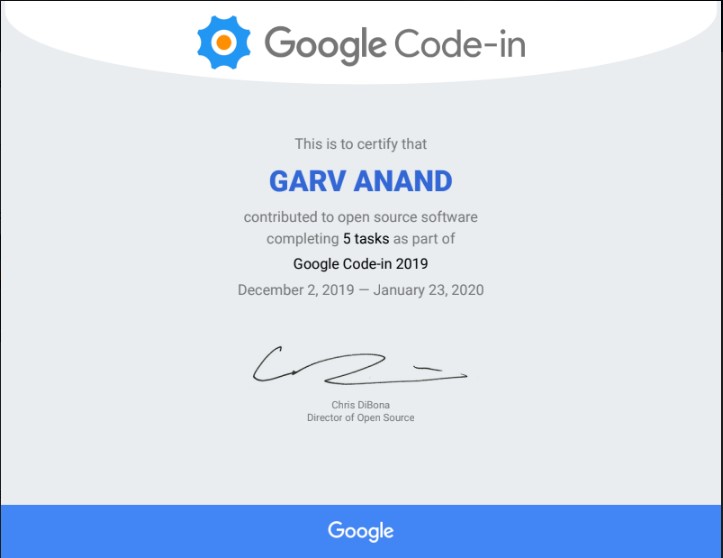 Google Code-in
This is to certify that
GARV ANAND
contributed to open source software
completing 5 tasks as part of
Google Code-in 2019
December 2, 2019 — January 23, 2020
Chris DiBona
Director of Open Source
Google